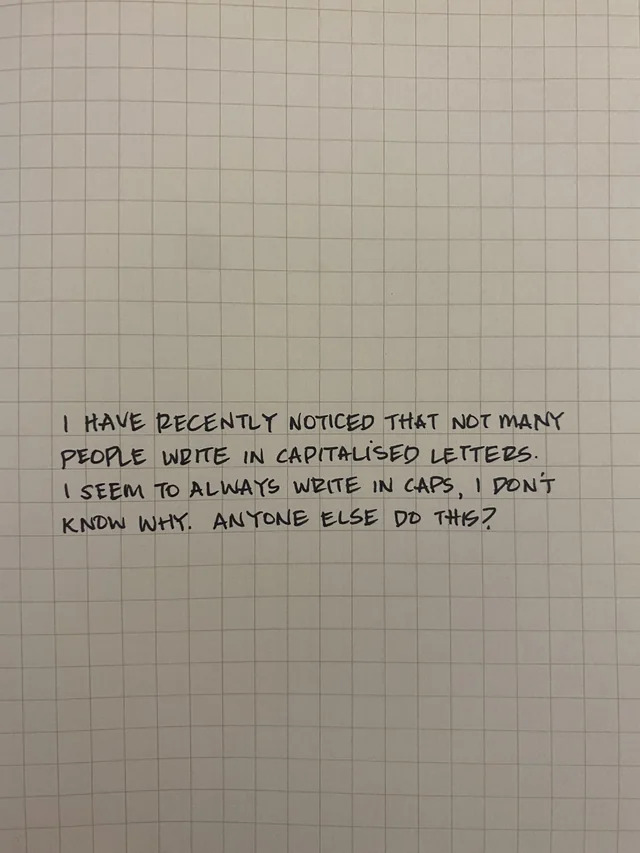 I HAVE RECENTLY NOTICED THAT NOT MANY
PEOPLE WRITE IN CAPITALISED LETTERS.
I SEEM TO ALWAYS WRITE IN CAPS, I DON'T
KNOW WHY. ANYONE ELSE DO THIS?